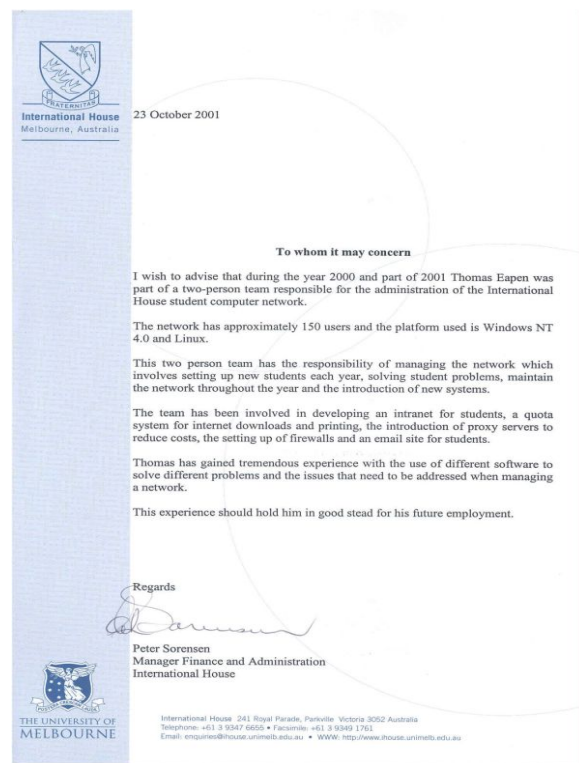 FRATERNITAS
International House
Melbourne, Australia
23 October 2001
To whom it may concern
I wish to advise that during the year 2000 and part of 2001 Thomas Eapen was
part of a two-person team responsible for the administration of the International
House student computer network.
The network has approximately 150 users and the platform used is Windows NT
4.0 and Linux.
This two person team has the responsibility of managing the network which
involves setting up new students each year, solving student problems, maintain
the network throughout the year and the introduction of new systems.
The team has been involved in developing an intranet for students, a quota
system for internet downloads and printing, the introduction of proxy servers to
reduce costs, the setting up of firewalls and an email site for students.
Thomas has gained tremendous experience with the use of different software to
solve different problems and the issues that need to be addressed when managing
a network.
This experience should hold him in good stead for his future employment.
Regards
Peter Sorensen
Manager Finance and Administration
International House
THE UNIVERSITY OF
MELBOURNE
International House 241 Royal Parade, Parkville Victoria 3052 Australia
Telephone: +61 3 9347 6655 • Facsimile: +61 3 9349 1761
Email: enquiries@ihouse.unimelb.edu.au • WWW: http://www.ihouse.unimelb.edu.au